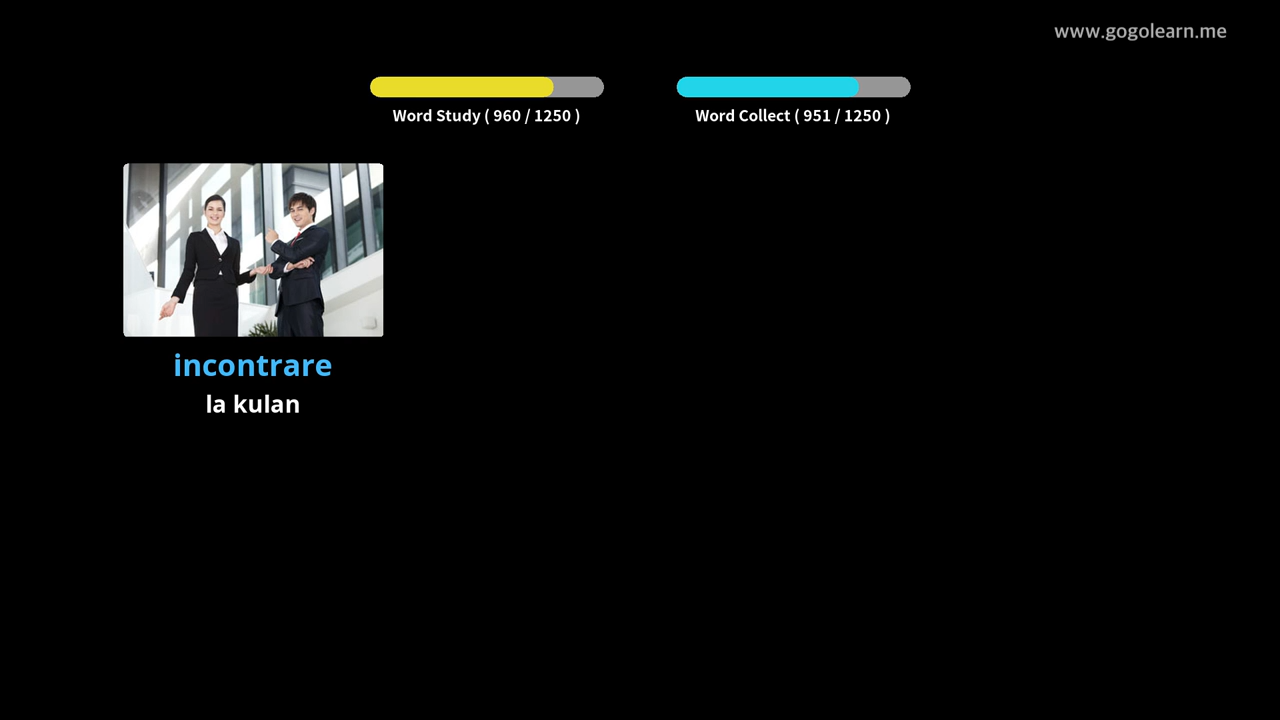 www.gogolearn.me
Word Study ( 960 / 1250 )
Word Collect ( 951 / 1250 )
incontrare
la kulan